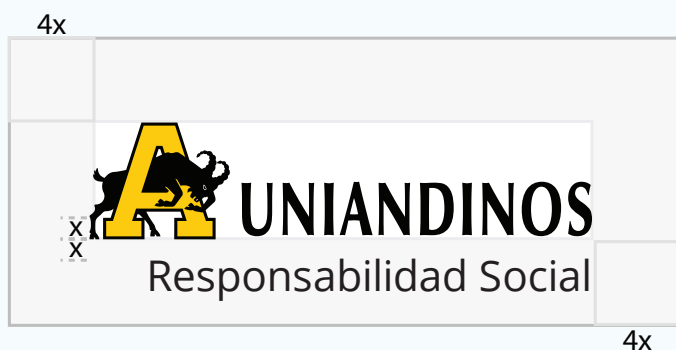 4x
A UNIANDINOS
x
x
Responsabilidad Social
4x